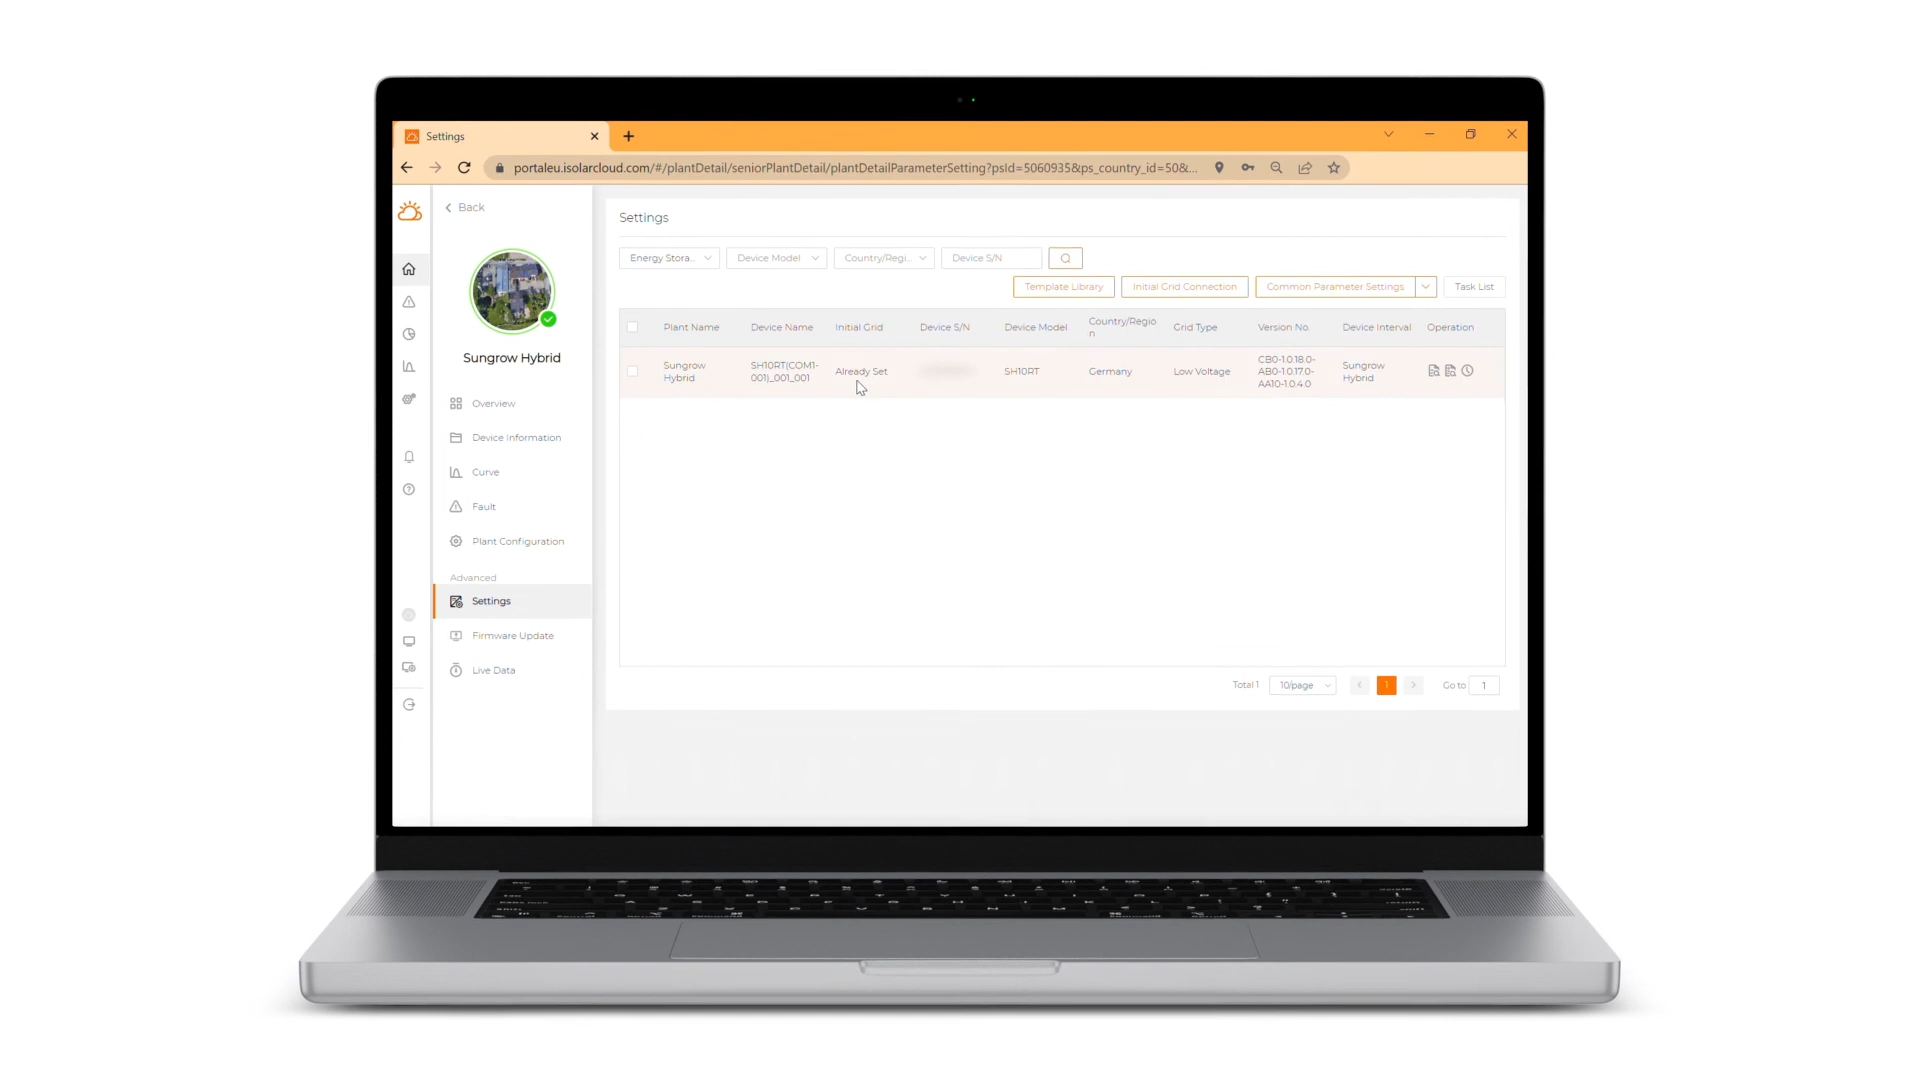 Settings
portaleu.isolarcloud.com/#/plantDetail/seniorPlantDetail/plantDetailParameterSetting?psId=5060935&ps_country_id=50&...
Back
Sungrow Hybrid
Overview
Device Information
Curve
Fault
Plant Configuration
Advanced
Settings
Firmware Update
Live Data
Settings
Energy Stora... Device Model Country/Regi... Device S/N
Template Library Initial Grid Connection Common Parameter Settings Task List
Plant Name Device Name Initial Grid Device S/N Device Model Country/Regio
n Grid Type Version No. Device Interval Operation
Sungrow
Hybrid
SH10RT(COM1-
001)_001_001
Already Set
SH10RT
Germany
Low Voltage
CB0-1.0.18.0-
AB0-1.0.17.0-
AA10-1.0.4.0
Sungrow
Hybrid
Total 1 10/page 1 Go to 1